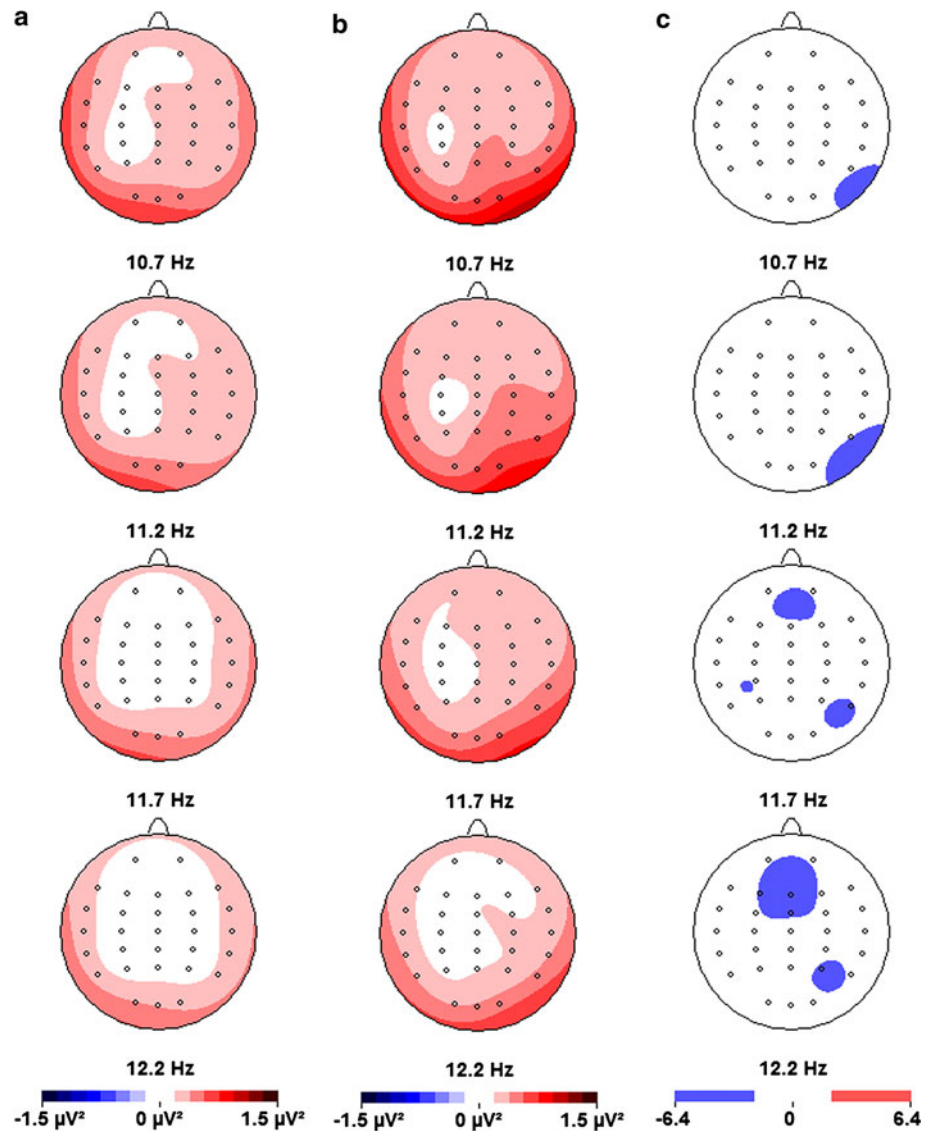 a b c
10.7 Hz 10.7 Hz 10.7 Hz
11.2 Hz 11.2 Hz 11.2 Hz
11.7 Hz 11.7 Hz 11.7 Hz
12.2 Hz 12.2 Hz 12.2 Hz
-1.5 µV² 0 µV² 1.5 µV² -1.5 µV² 0 µV² 1.5 µV² -6.4 0 6.4